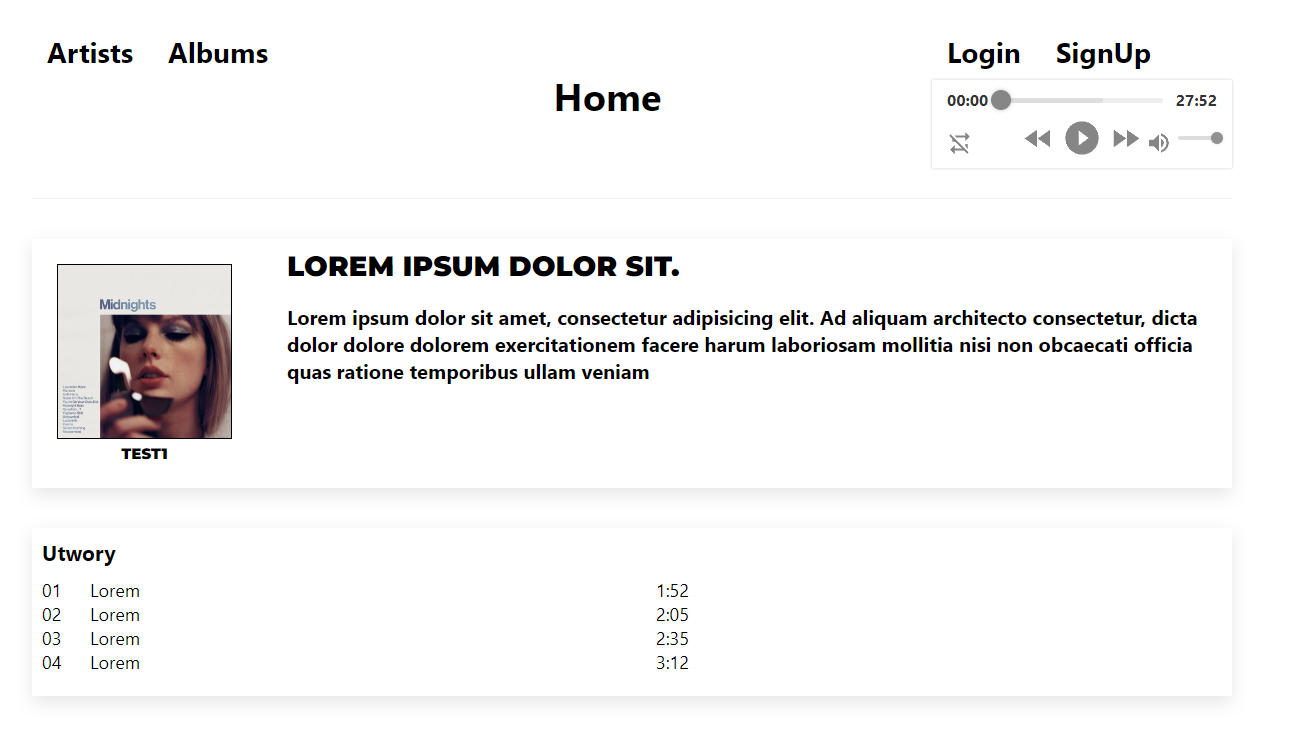 Artists Albums Login SignUp
Home
00:00 27:52
LOREM IPSUM DOLOR SIT.
Lorem ipsum dolor sit amet, consectetur adipisicing elit. Ad aliquam architecto consectetur, dicta
dolor dolore dolorem exercitationem facere harum laboriosam mollitia nisi non obcaecati officia
quas ratione temporibus ullam veniam
Midnights
TEST1
Utwory
01 Lorem 1:52
02 Lorem 2:05
03 Lorem 2:35
04 Lorem 3:12